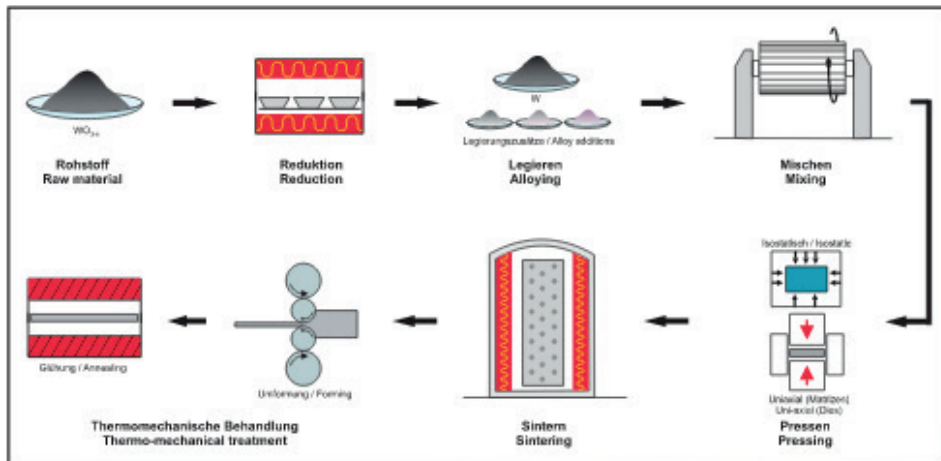 WO₃₋ₓ
Rohstoff
Raw material
Reduktion
Reduction
W
Legierungszusätze / Alloy additions
Legieren
Alloying
Mischen
Mixing
Isostatisch / Isostatic
Uniaxial (Matrizen)
Uni-axial (Dies)
Pressen
Pressing
Sintern
Sintering
Umformung / Forming
Glühung / Annealing
Thermomechanische Behandlung
Thermo-mechanical treatment